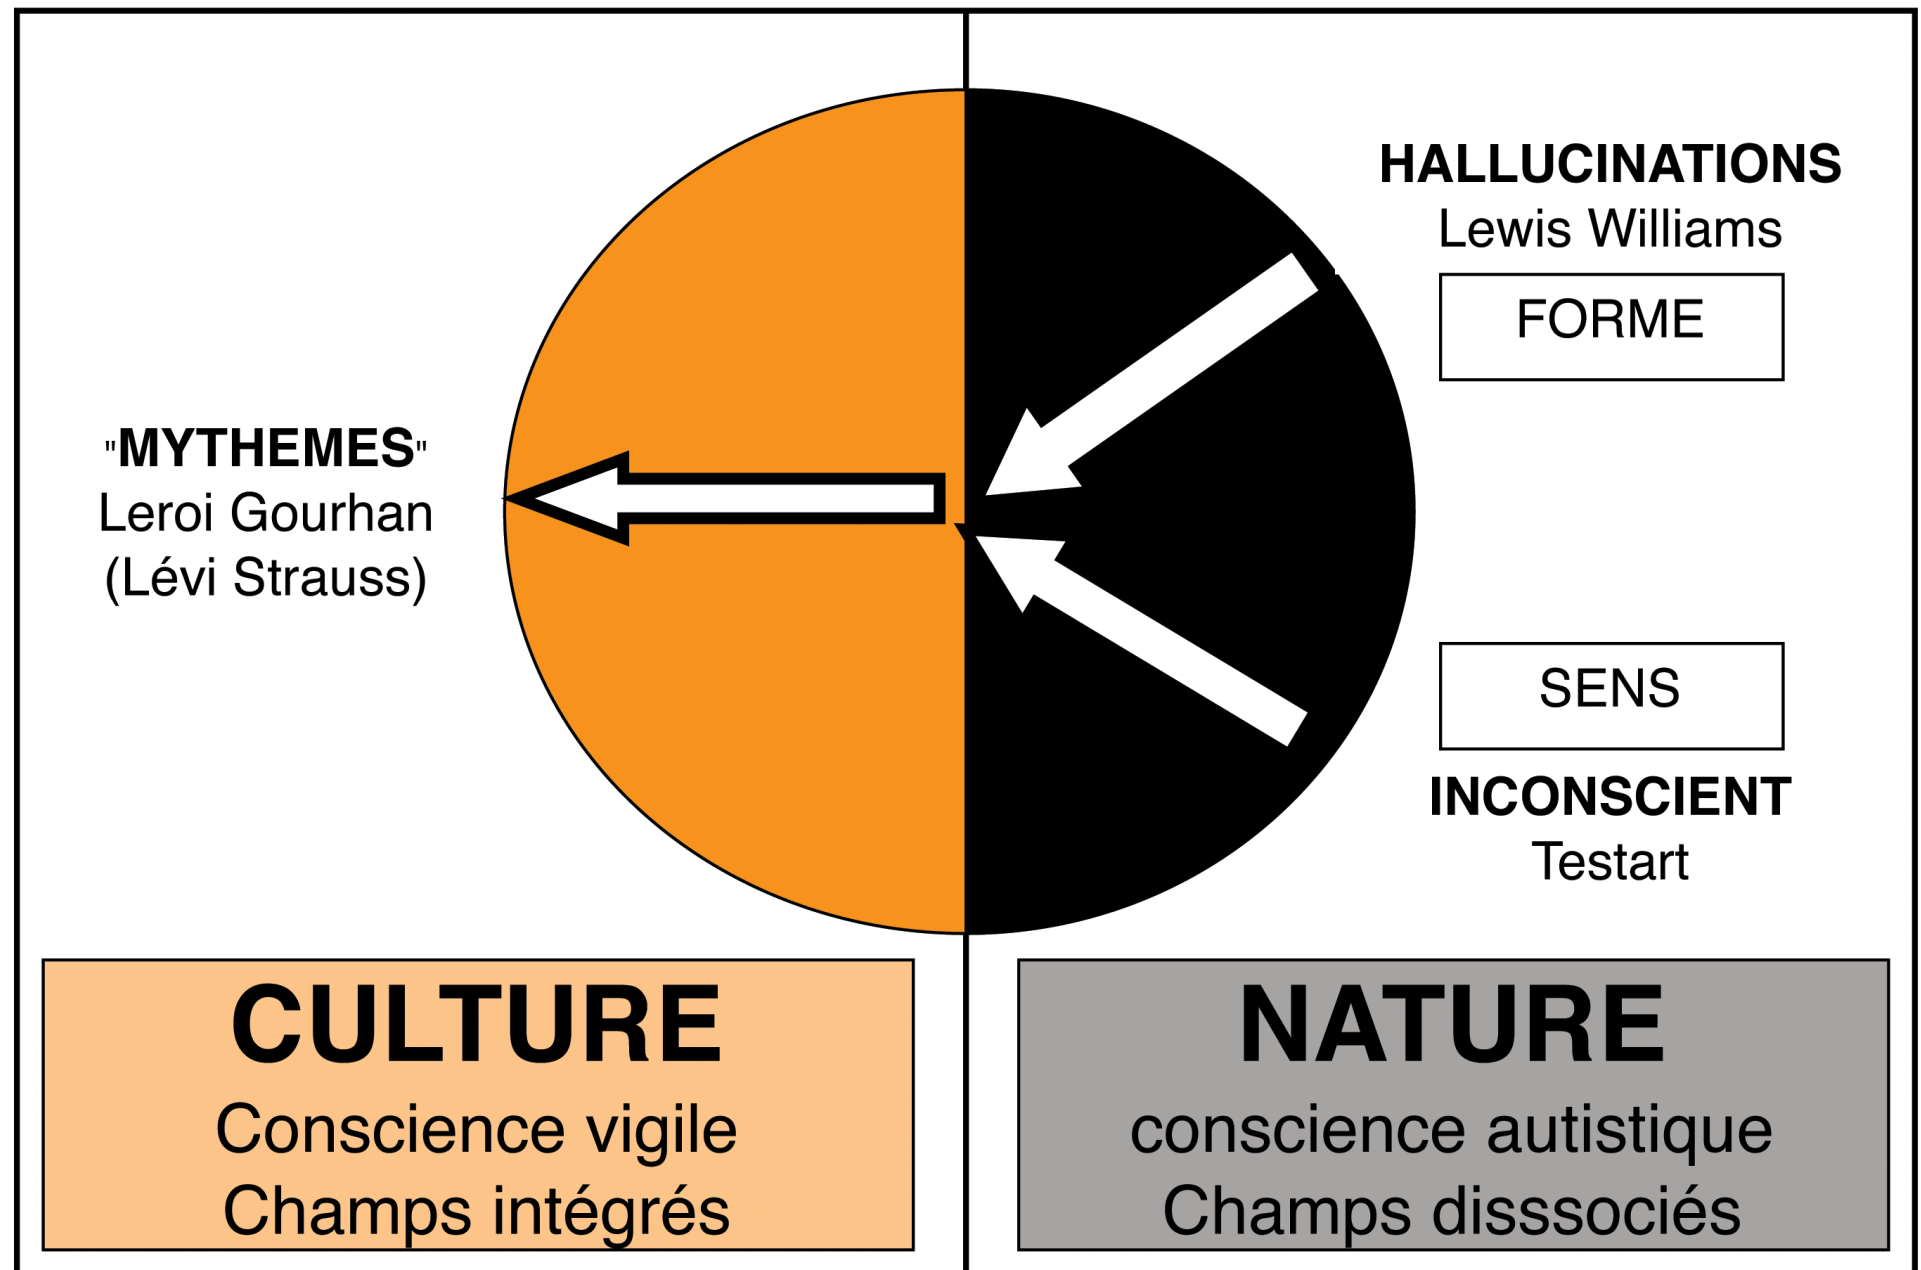 "MYTHEMES"
Leroi Gourhan
(Lévi Strauss)
HALLUCINATIONS
Lewis Williams
FORME
SENS
INCONSCIENT
Testart
CULTURE
Conscience vigile
Champs intégrés
NATURE
conscience autistique
Champs disssociés